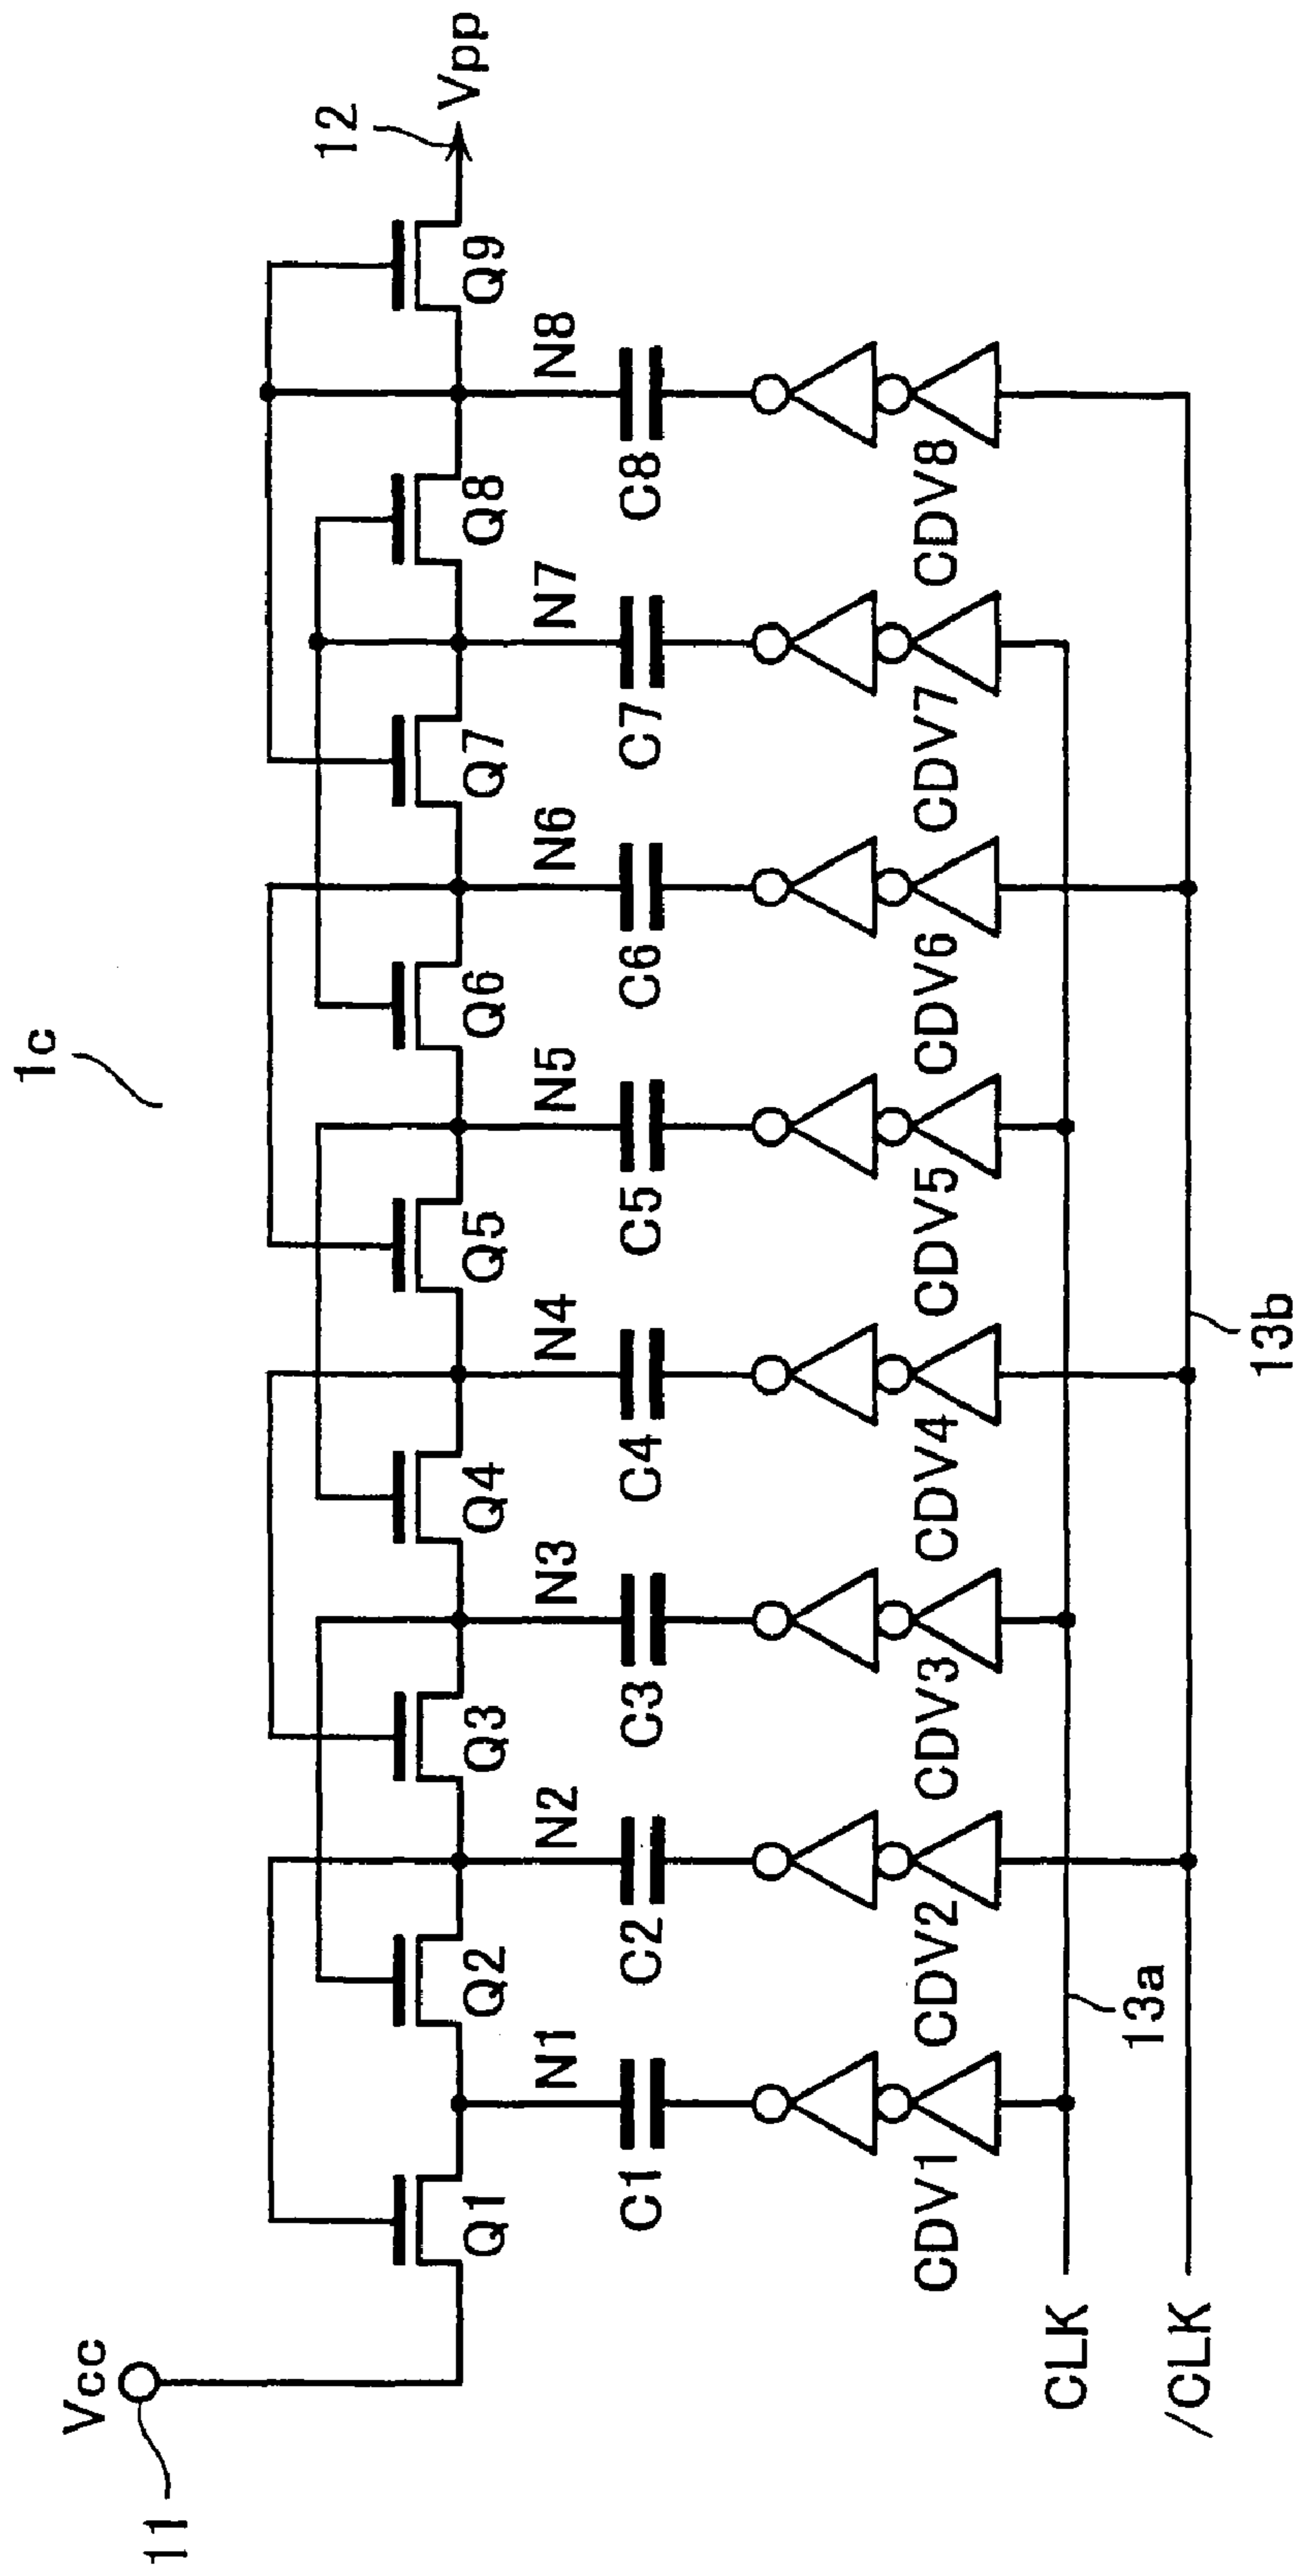 1c
Vcc
11
12
Vpp
Q1
Q2
Q3
Q4
Q5
Q6
Q7
Q8
Q9
N1
N2
N3
N4
N5
N6
N7
N8
C1
C2
C3
C4
C5
C6
C7
C8
CDV1
CDV2
CDV3
CDV4
CDV5
CDV6
CDV7
CDV8
CLK
13a
/CLK
13b